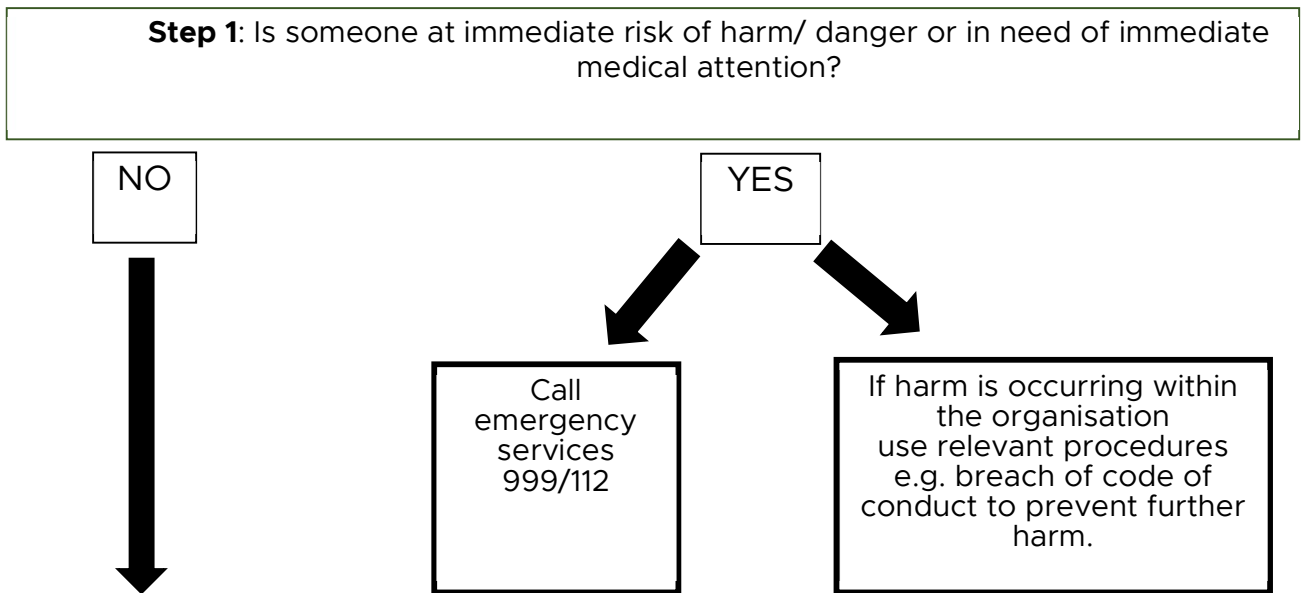 Step 1: Is someone at immediate risk of harm/ danger or in need of immediate
medical attention?
NO
YES
Call
emergency
services
999/112
If harm is occurring within
the organisation
use relevant procedures
e.g. breach of code of
conduct to prevent further
harm.